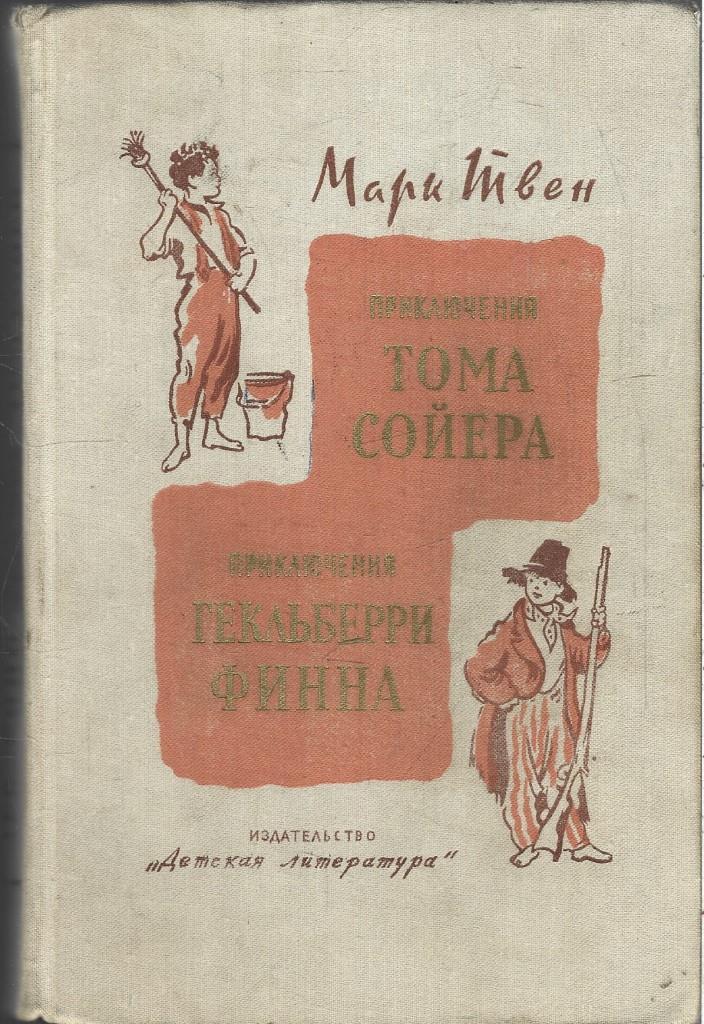 Марк Твен
ПРИКЛЮЧЕНИЯ
ТОМА
СОЙЕРА
ПРИКЛЮЧЕНИЯ
ГЕКЛЬБЕРРИ
ФИННА
ИЗДАТЕЛЬСТВО
„Детская литература"